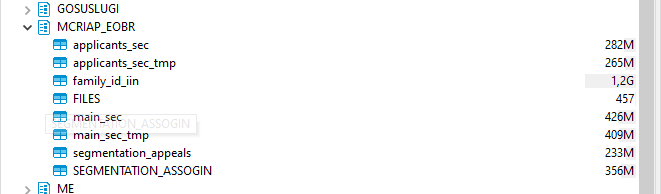 GOSUSLUGI
MCRIAP_EOBR
applicants_sec 282M
applicants_sec_tmp 265M
family_id_iin 1,2G
FILES 457
main_sec 426M
SEGMENTATION_ASSOGIN
main_sec_tmp 409M
segmentation_appeals 233M
SEGMENTATION_ASSOGIN 356M
ME